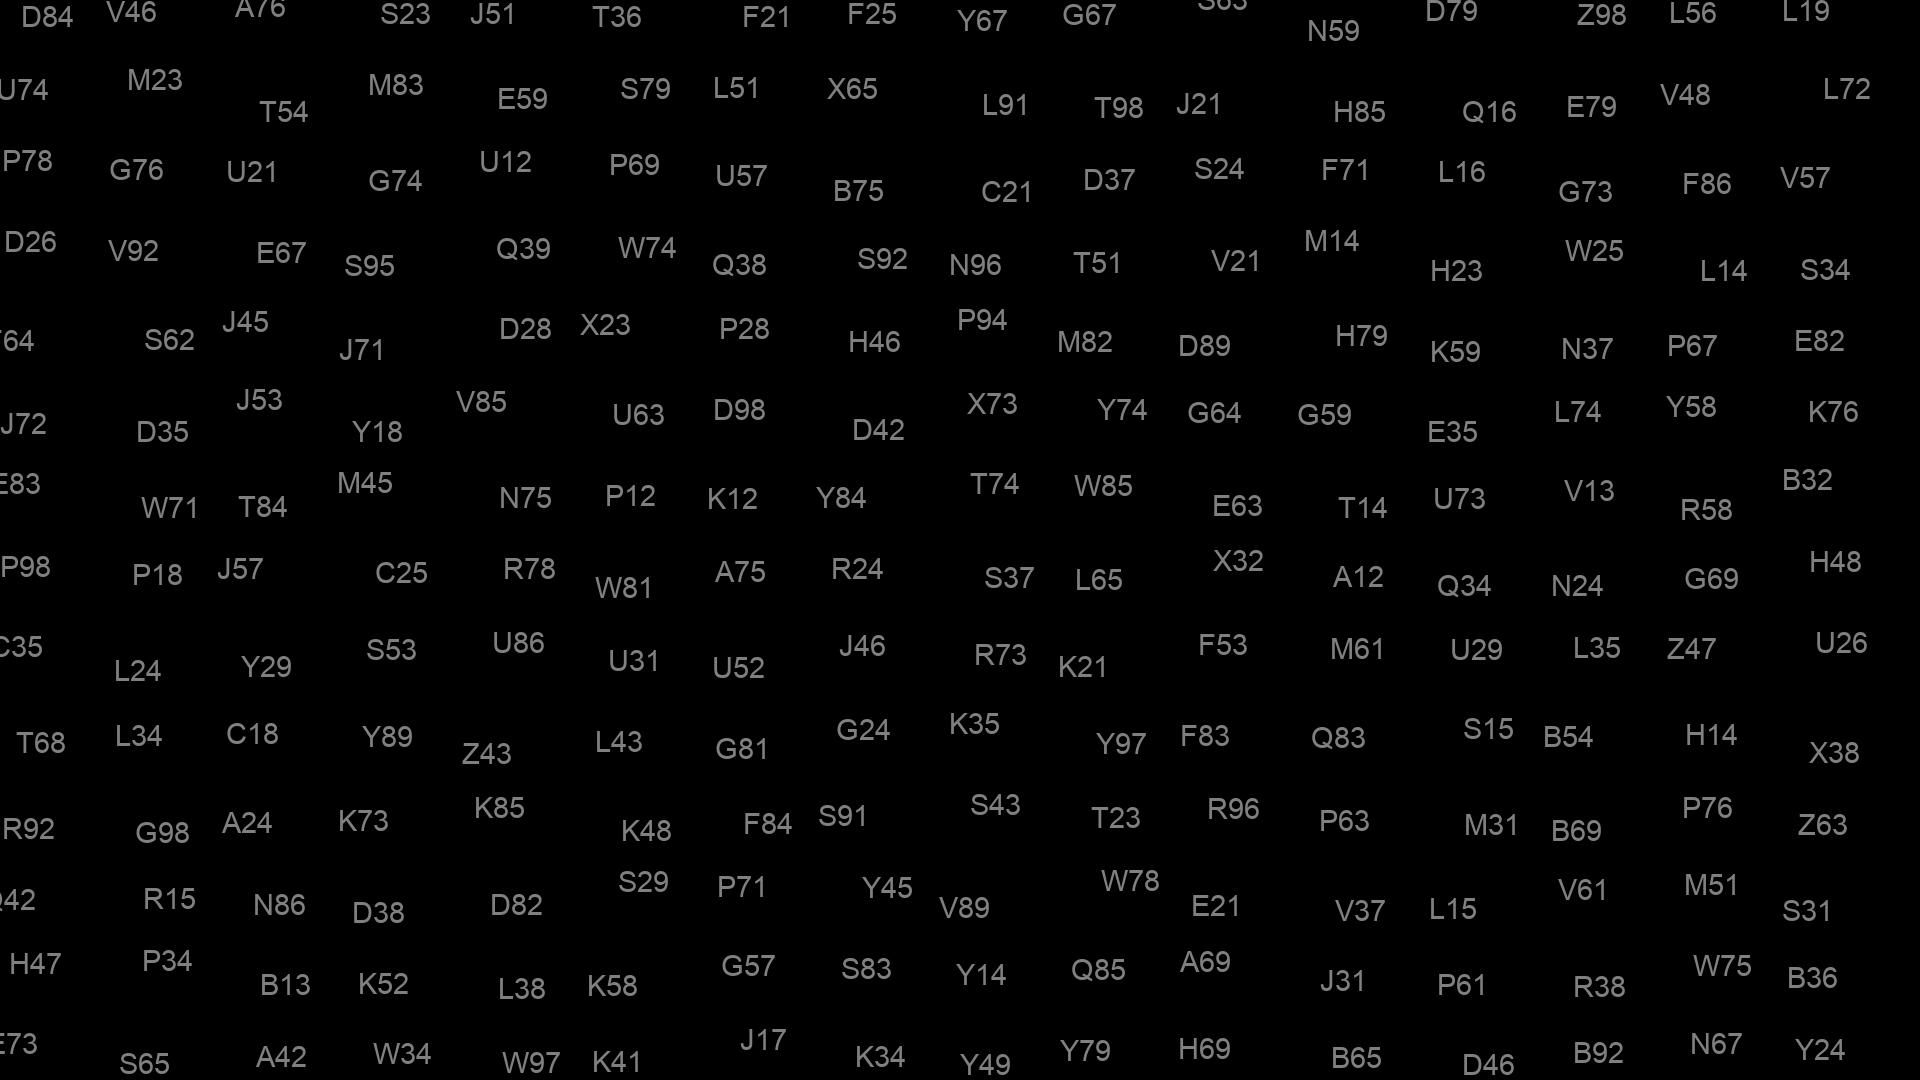 D84 V46 A76 S23 J51 T36 F21 F25 Y67 G67 S63 N59 D79 Z98 L56 L19
U74 M23 T54 M83 E59 S79 L51 X65 L91 T98 J21 H85 Q16 E79 V48 L72
P78 G76 U21 G74 U12 P69 U57 B75 C21 D37 S24 F71 L16 G73 F86 V57
D26 V92 E67 S95 Q39 W74 Q38 S92 N96 T51 V21 M14 H23 W25 L14 S34
S62 J45 J71 D28 X23 P28 H46 P94 M82 D89 H79 K59 N37 P67 E82
J72 D35 J53 Y18 V85 U63 D98 D42 X73 Y74 G64 G59 E35 L74 Y58 K76
E83 W71 T84 M45 N75 P12 K12 Y84 T74 W85 E63 T14 U73 V13 R58 B32
P98 P18 J57 C25 R78 W81 A75 R24 S37 L65 X32 A12 Q34 N24 G69 H48
C35 L24 Y29 S53 U86 U31 U52 J46 R73 K21 F53 M61 U29 L35 Z47 U26
T68 L34 C18 Y89 Z43 L43 G81 G24 K35 Y97 F83 Q83 S15 B54 H14 X38
R92 G98 A24 K73 K85 K48 F84 S91 S43 T23 R96 P63 M31 B69 P76 Z63
R15 N86 D38 D82 S29 P71 Y45 V89 W78 E21 V37 L15 V61 M51 S31
H47 P34 B13 K52 L38 K58 G57 S83 Y14 Q85 A69 J31 P61 R38 W75 B36
E73 S65 A42 W34 W97 K41 J17 K34 Y49 Y79 H69 B65 D46 B92 N67 Y24